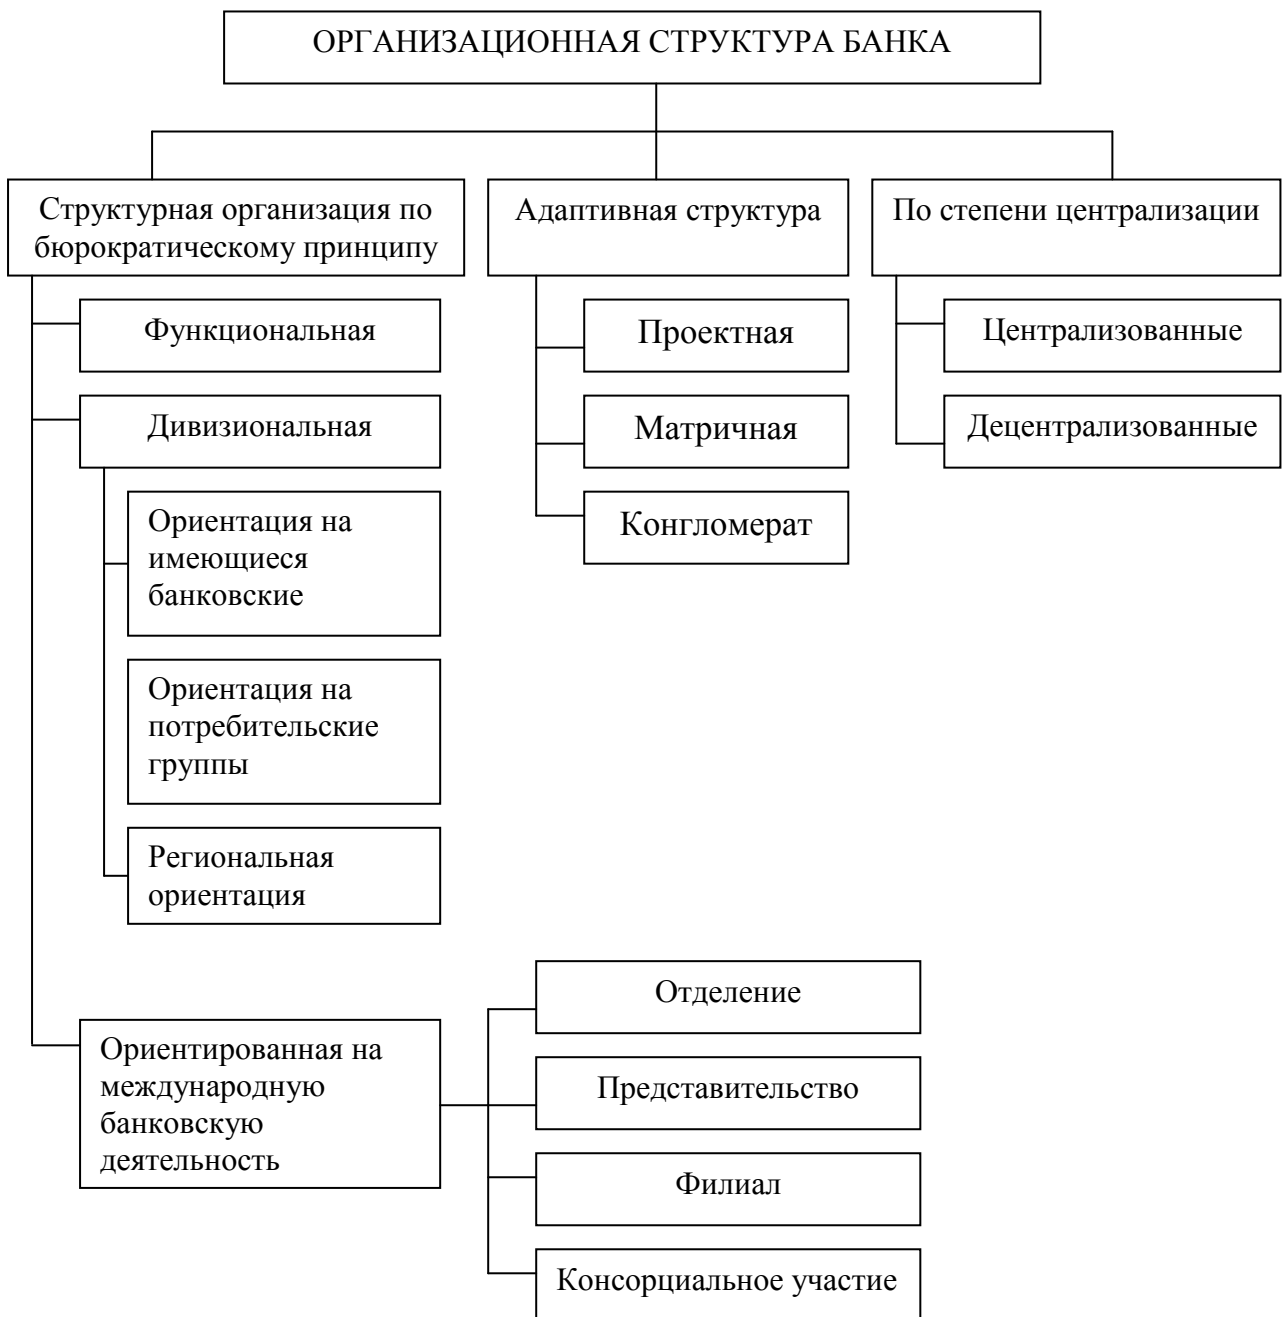 ОРГАНИЗАЦИОННАЯ СТРУКТУРА БАНКА
Структурная организация по
бюрократическому принципу
Функциональная
Дивизиональная
Ориентация на
имеющиеся
банковские
Ориентация на
потребительские
группы
Региональная
ориентация
Ориентированная на
международную
банковскую
деятельность
Отделение
Представительство
Филиал
Консорциальное участие
Адаптивная структура
Проектная
Матричная
Конгломерат
По степени централизации
Централизованные
Децентрализованные